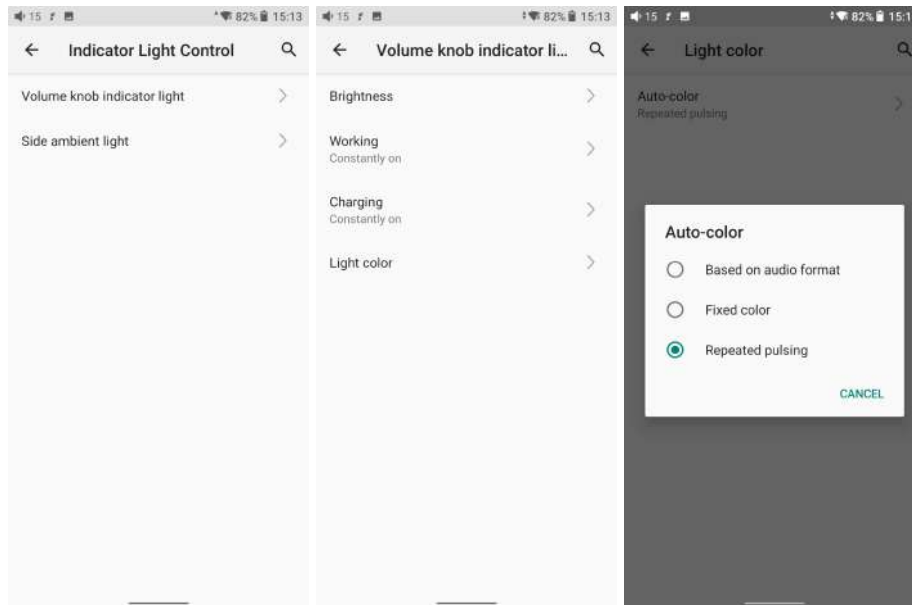 15
82% 15:13
Indicator Light Control
Volume knob indicator light
Side ambient light
15
82% 15:13
Volume knob indicator li...
Brightness
Working
Constantly on
Charging
Constantly on
Light color
15
82% 15:1
Light color
Auto-color
Repeated pulsing
Auto-color
Based on audio format
Fixed color
Repeated pulsing
CANCEL